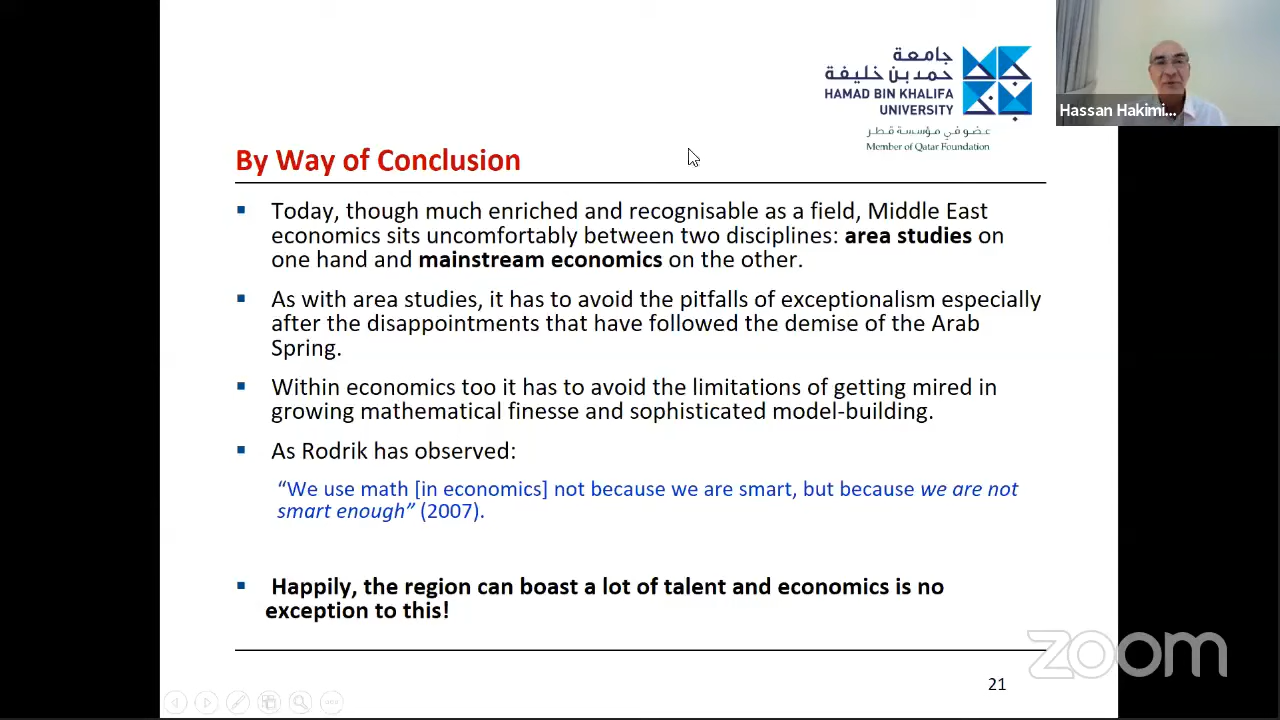 جامعة
حمد بن خليفة
HAMAD BIN KHALIFA
UNIVERSITY
عضو في مؤسسة قطر
Member of Qatar Foundation
Hassan Hakimi...
By Way of Conclusion
▪ Today, though much enriched and recognisable as a field, Middle East
economics sits uncomfortably between two disciplines: area studies on
one hand and mainstream economics on the other.
▪ As with area studies, it has to avoid the pitfalls of exceptionalism especially
after the disappointments that have followed the demise of the Arab
Spring.
▪ Within economics too it has to avoid the limitations of getting mired in
growing mathematical finesse and sophisticated model-building.
▪ As Rodrik has observed:
“We use math [in economics] not because we are smart, but because we are not
smart enough” (2007).
▪ Happily, the region can boast a lot of talent and economics is no
exception to this!
zoom
21